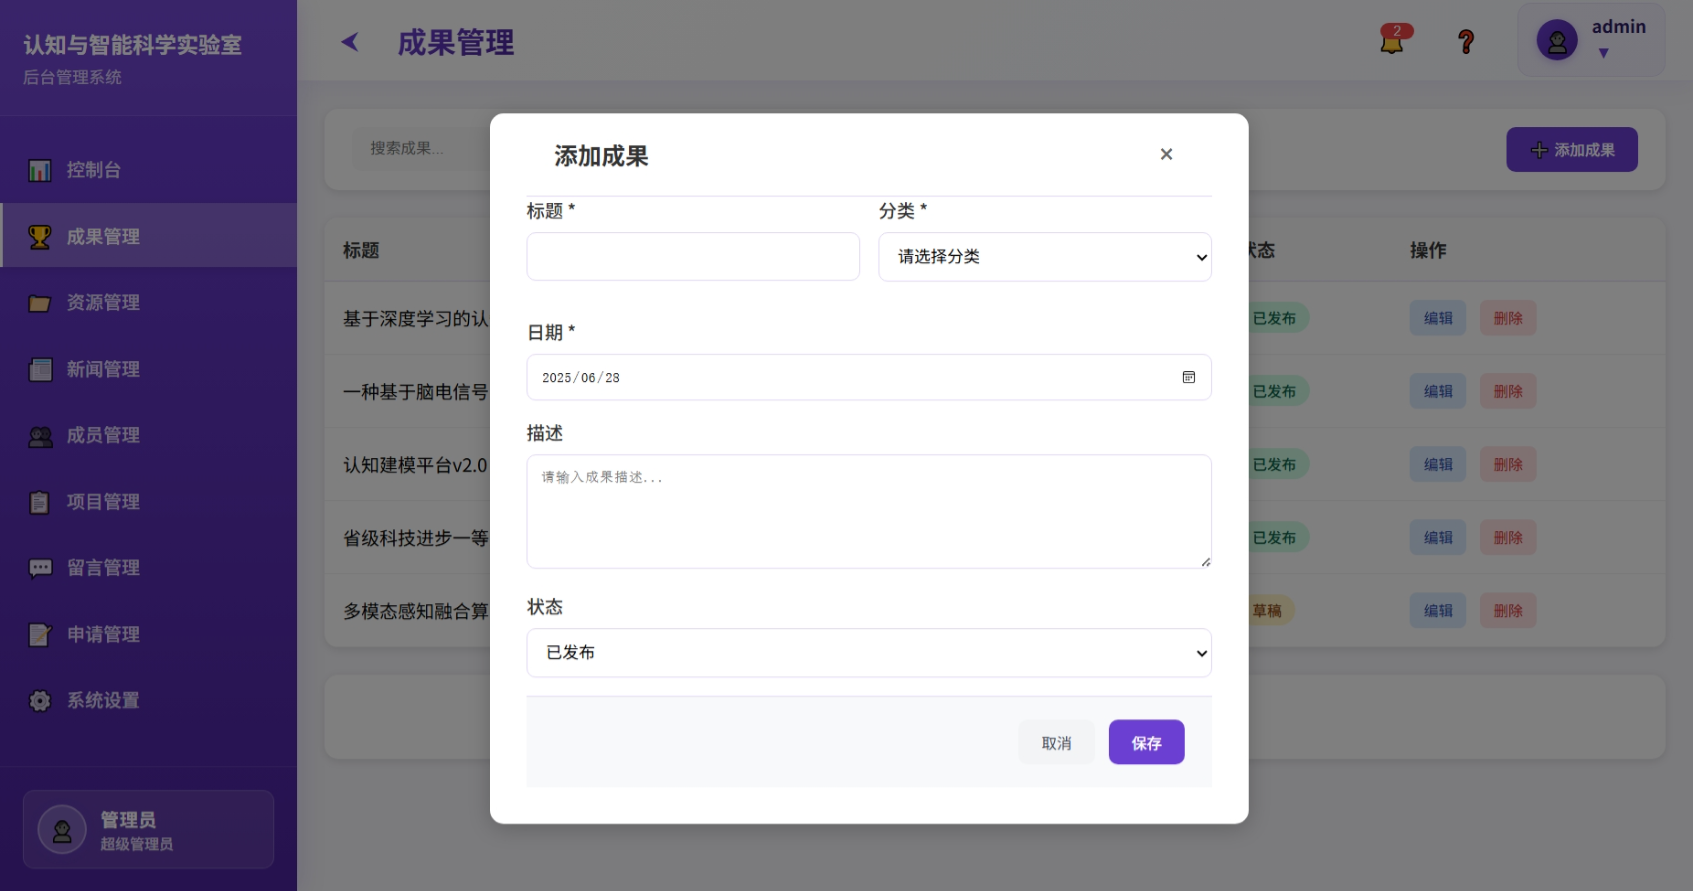 认知与智能科学实验室
后台管理系统
控制台
成果管理
资源管理
新闻管理
成员管理
项目管理
留言管理
申请管理
系统设置
管理员
超级管理员
成果管理
2
admin
搜索成果...
添加成果
标题
状态
操作
基于深度学习的认
已发布
编辑
删除
一种基于脑电信号
已发布
编辑
删除
认知建模平台v2.0
已发布
编辑
删除
省级科技进步一等
已发布
编辑
删除
多模态感知融合算
草稿
编辑
删除
添加成果
×
标题 *
分类 *
请选择分类
日期 *
2025/06/28
描述
请输入成果描述...
状态
已发布
取消
保存